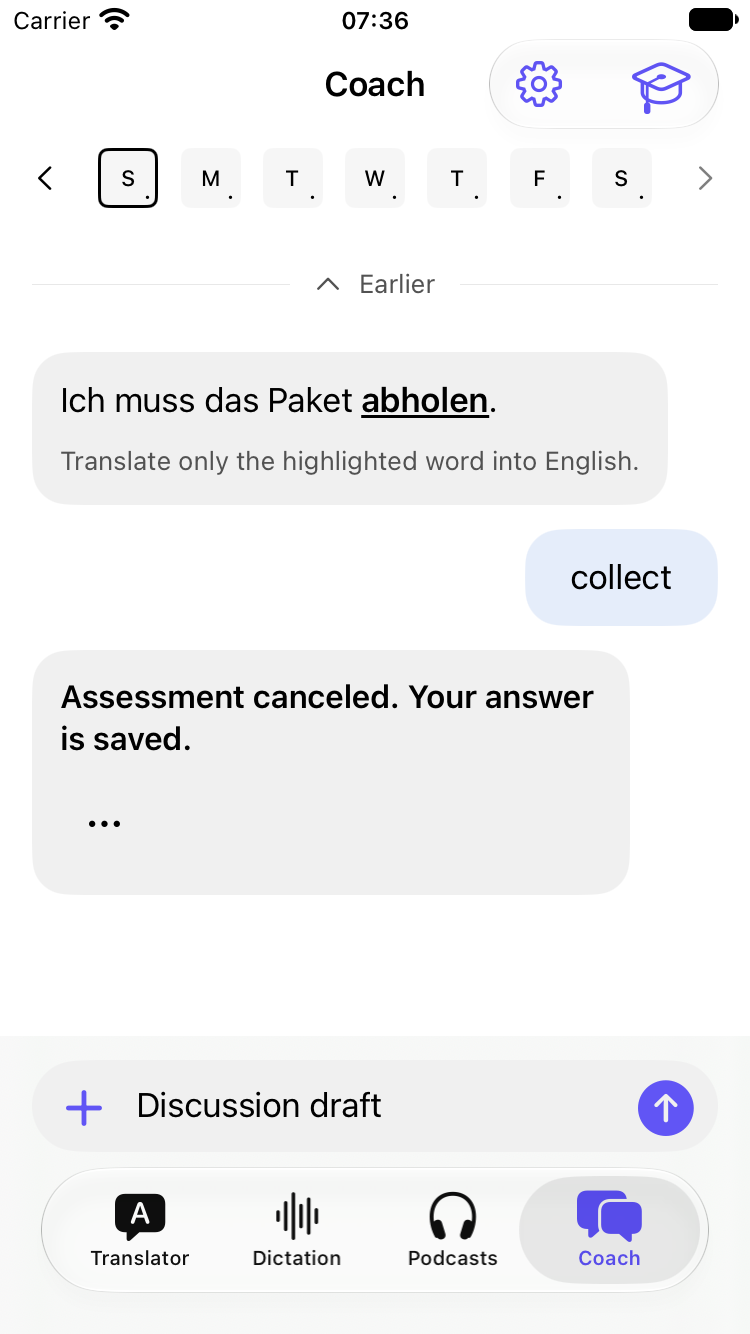 Carrier 07:36
Coach
S. M. T. W. T. F. S.
Earlier
Ich muss das Paket abholen.
Translate only the highlighted word into English.
collect
Assessment canceled. Your answer
is saved.
...
Discussion draft
A
Translator Dictation Podcasts Coach